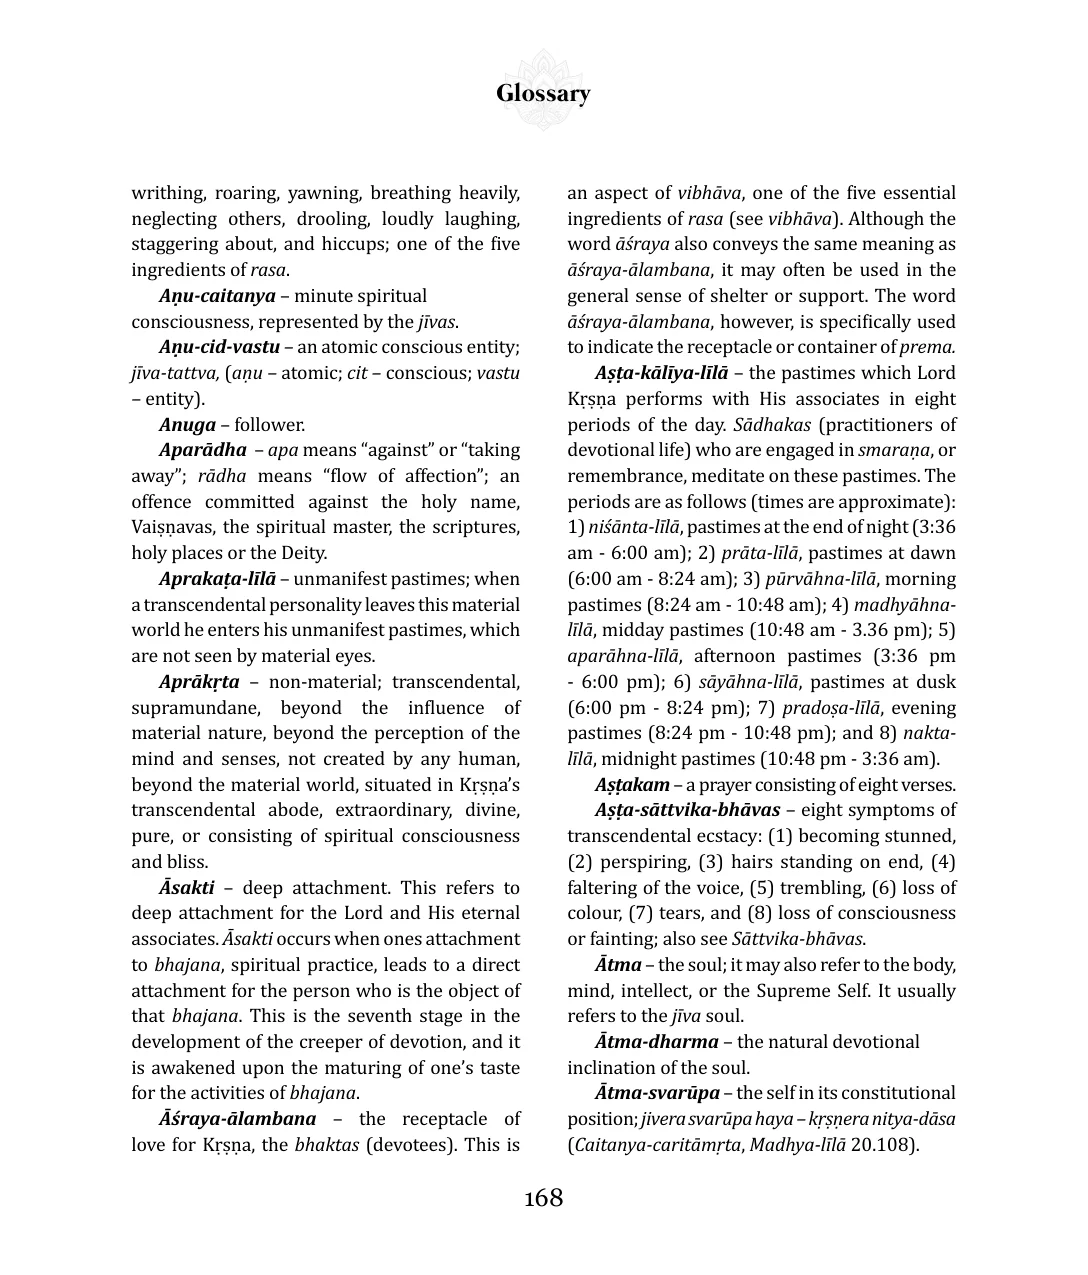 Glossary
writhing, roaring, yawning, breathing heavily,
neglecting others, drooling, loudly laughing,
staggering about, and hiccups; one of the five
ingredients of rasa.
Aṇu-caitanya – minute spiritual
consciousness, represented by the jīvas.
Aṇu-cid-vastu – an atomic conscious entity;
jīva-tattva, (aṇu – atomic; cit – conscious; vastu
– entity).
Anuga – follower.
Aparādha – apa means “against” or “taking
away”; rādha means “flow of affection”; an
offence committed against the holy name,
Vaiṣṇavas, the spiritual master, the scriptures,
holy places or the Deity.
Aprakaṭa-līlā – unmanifest pastimes; when
a transcendental personality leaves this material
world he enters his unmanifest pastimes, which
are not seen by material eyes.
Aprākṛta – non-material; transcendental,
supramundane, beyond the influence of
material nature, beyond the perception of the
mind and senses, not created by any human,
beyond the material world, situated in Kṛṣṇa’s
transcendental abode, extraordinary, divine,
pure, or consisting of spiritual consciousness
and bliss.
Āsakti – deep attachment. This refers to
deep attachment for the Lord and His eternal
associates. Āsakti occurs when ones attachment
to bhajana, spiritual practice, leads to a direct
attachment for the person who is the object of
that bhajana. This is the seventh stage in the
development of the creeper of devotion, and it
is awakened upon the maturing of one’s taste
for the activities of bhajana.
Āśraya-ālambana – the receptacle of
love for Kṛṣṇa, the bhaktas (devotees). This is
an aspect of vibhāva, one of the five essential
ingredients of rasa (see vibhāva). Although the
word āśraya also conveys the same meaning as
āśraya-ālambana, it may often be used in the
general sense of shelter or support. The word
āśraya-ālambana, however, is specifically used
to indicate the receptacle or container of prema.
Aṣṭa-kālīya-līlā – the pastimes which Lord
Kṛṣṇa performs with His associates in eight
periods of the day. Sādhakas (practitioners of
devotional life) who are engaged in smaraṇa, or
remembrance, meditate on these pastimes. The
periods are as follows (times are approximate):
1) niśānta-līlā, pastimes at the end of night (3:36
am - 6:00 am); 2) prāta-līlā, pastimes at dawn
(6:00 am - 8:24 am); 3) pūrvāhna-līlā, morning
pastimes (8:24 am - 10:48 am); 4) madhyāhna-
līlā, midday pastimes (10:48 am - 3.36 pm); 5)
aparāhna-līlā, afternoon pastimes (3:36 pm
- 6:00 pm); 6) sāyāhna-līlā, pastimes at dusk
(6:00 pm - 8:24 pm); 7) pradoṣa-līlā, evening
pastimes (8:24 pm - 10:48 pm); and 8) nakta-
līlā, midnight pastimes (10:48 pm - 3:36 am).
Aṣṭakam – a prayer consisting of eight verses.
Aṣṭa-sāttvika-bhāvas – eight symptoms of
transcendental ecstacy: (1) becoming stunned,
(2) perspiring, (3) hairs standing on end, (4)
faltering of the voice, (5) trembling, (6) loss of
colour, (7) tears, and (8) loss of consciousness
or fainting; also see Sāttvika-bhāvas.
Ātma – the soul; it may also refer to the body,
mind, intellect, or the Supreme Self. It usually
refers to the jīva soul.
Ātma-dharma – the natural devotional
inclination of the soul.
Ātma-svarūpa – the self in its constitutional
position; jivera svarūpa haya – kṛṣṇera nitya-dāsa
(Caitanya-caritāmṛta, Madhya-līlā 20.108).
168